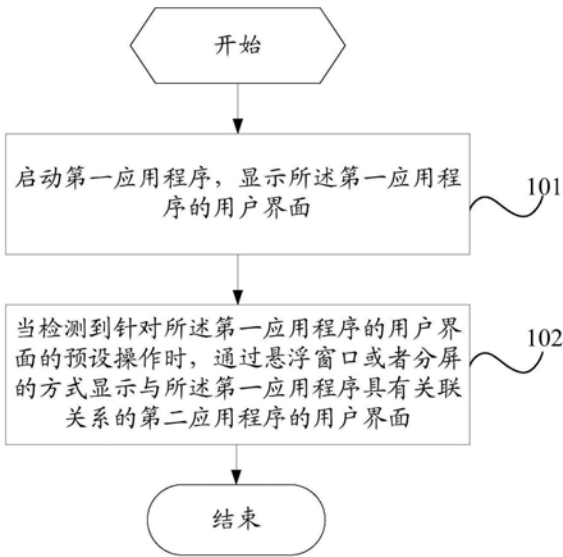 开始
启动第一应用程序，显示所述第一应用程
序的用户界面
101
当检测到针对所述第一应用程序的用户界
面的预设操作时，通过悬浮窗口或者分屏
的方式显示与所述第一应用程序具有关联
关系的第二应用程序的用户界面
102
结束